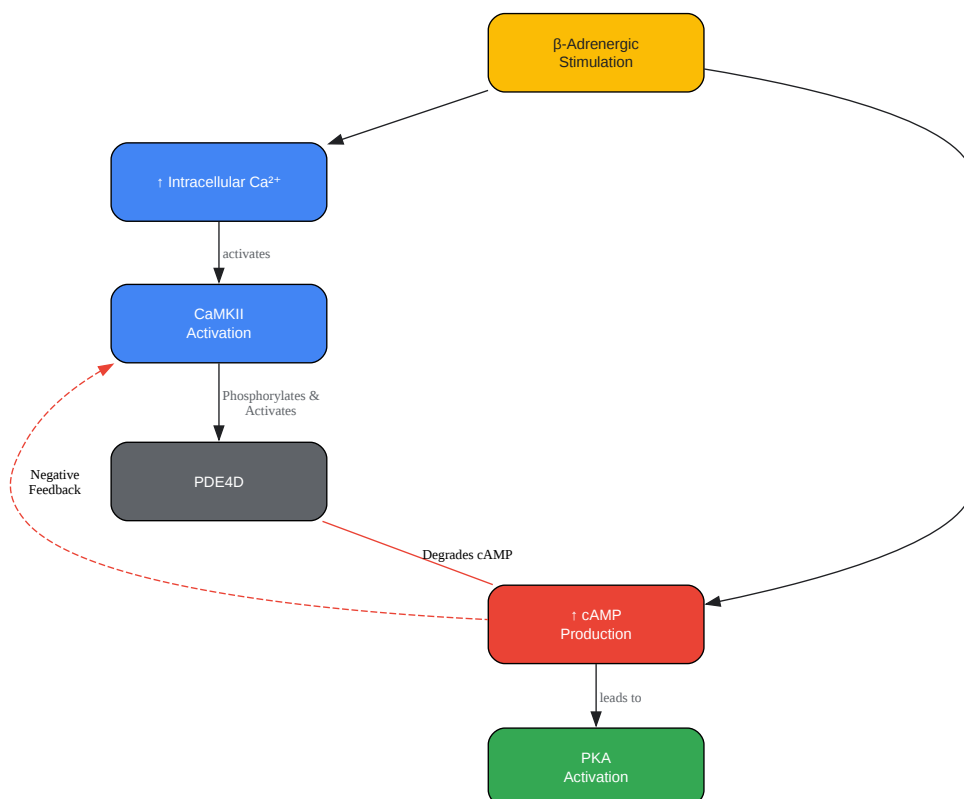 β-Adrenergic
Stimulation
↑ Intracellular Ca²⁺
activates
CaMKII
Activation
Phosphorylates &
Activates
Negative
Feedback
PDE4D
Degrades cAMP
↑ cAMP
Production
leads to
PKA
Activation